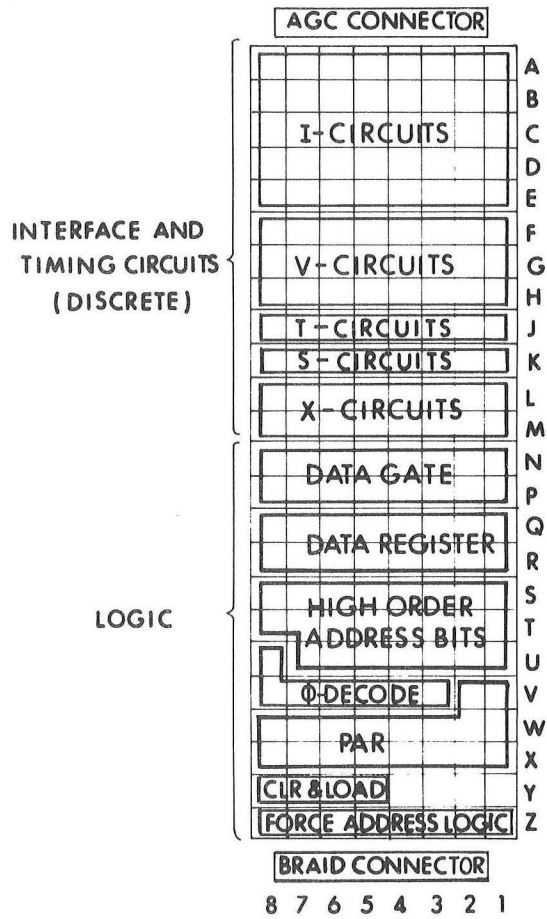 AGC CONNECTOR
A
B
I-CIRCUITS
C
D
E
F
INTERFACE AND
TIMING CIRCUITS
(DISCRETE)
V-CIRCUITS
G
H
T-CIRCUITS
J
S-CIRCUITS
K
L
X-CIRCUITS
M
N
DATA GATE
P
Q
DATA REGISTER
R
S
LOGIC
HIGH ORDER
ADDRESS BITS
T
U
Φ-DECODE
V
W
PAR
X
CLR & LOAD
Y
FORCE ADDRESS LOGIC
Z
BRAID CONNECTOR
8 7 6 5 4 3 2 1